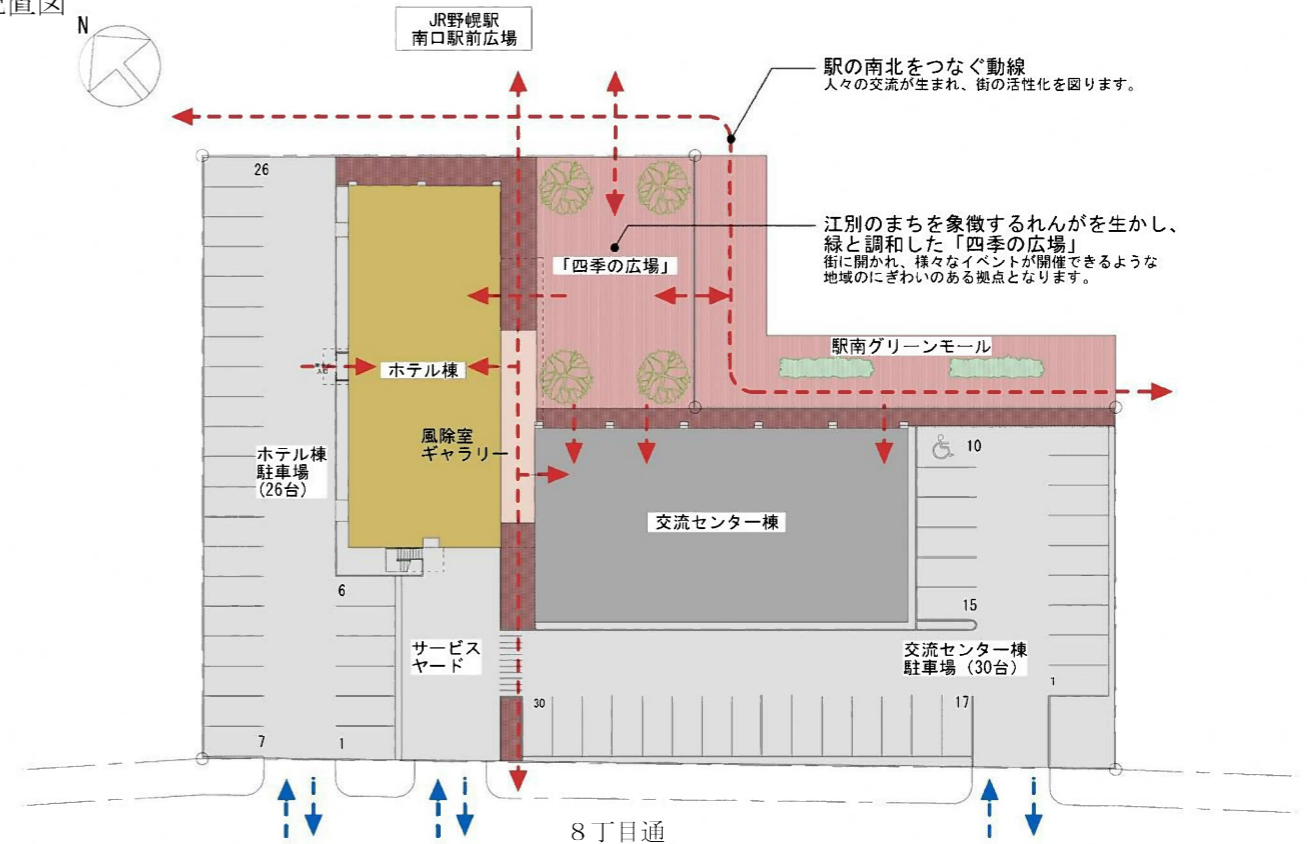 置図
N
JR野幌駅
南口駅前広場
駅の南北をつなぐ動線
人々の交流が生まれ、街の活性化を図ります。
26
江別のまちを象徴するれんがを生かし、
緑と調和した「四季の広場」
街に開かれ、様々なイベントが開催できるような
地域のにぎわいのある拠点となります。
「四季の広場」
駅南グリーンモール
ホテル棟
風除室
ギャラリー
ホテル棟
駐車場
(26台)
10
交流センター棟
6
15
サービス
ヤード
交流センター棟
駐車場（30台）
1
30
17
7
1
8丁目通